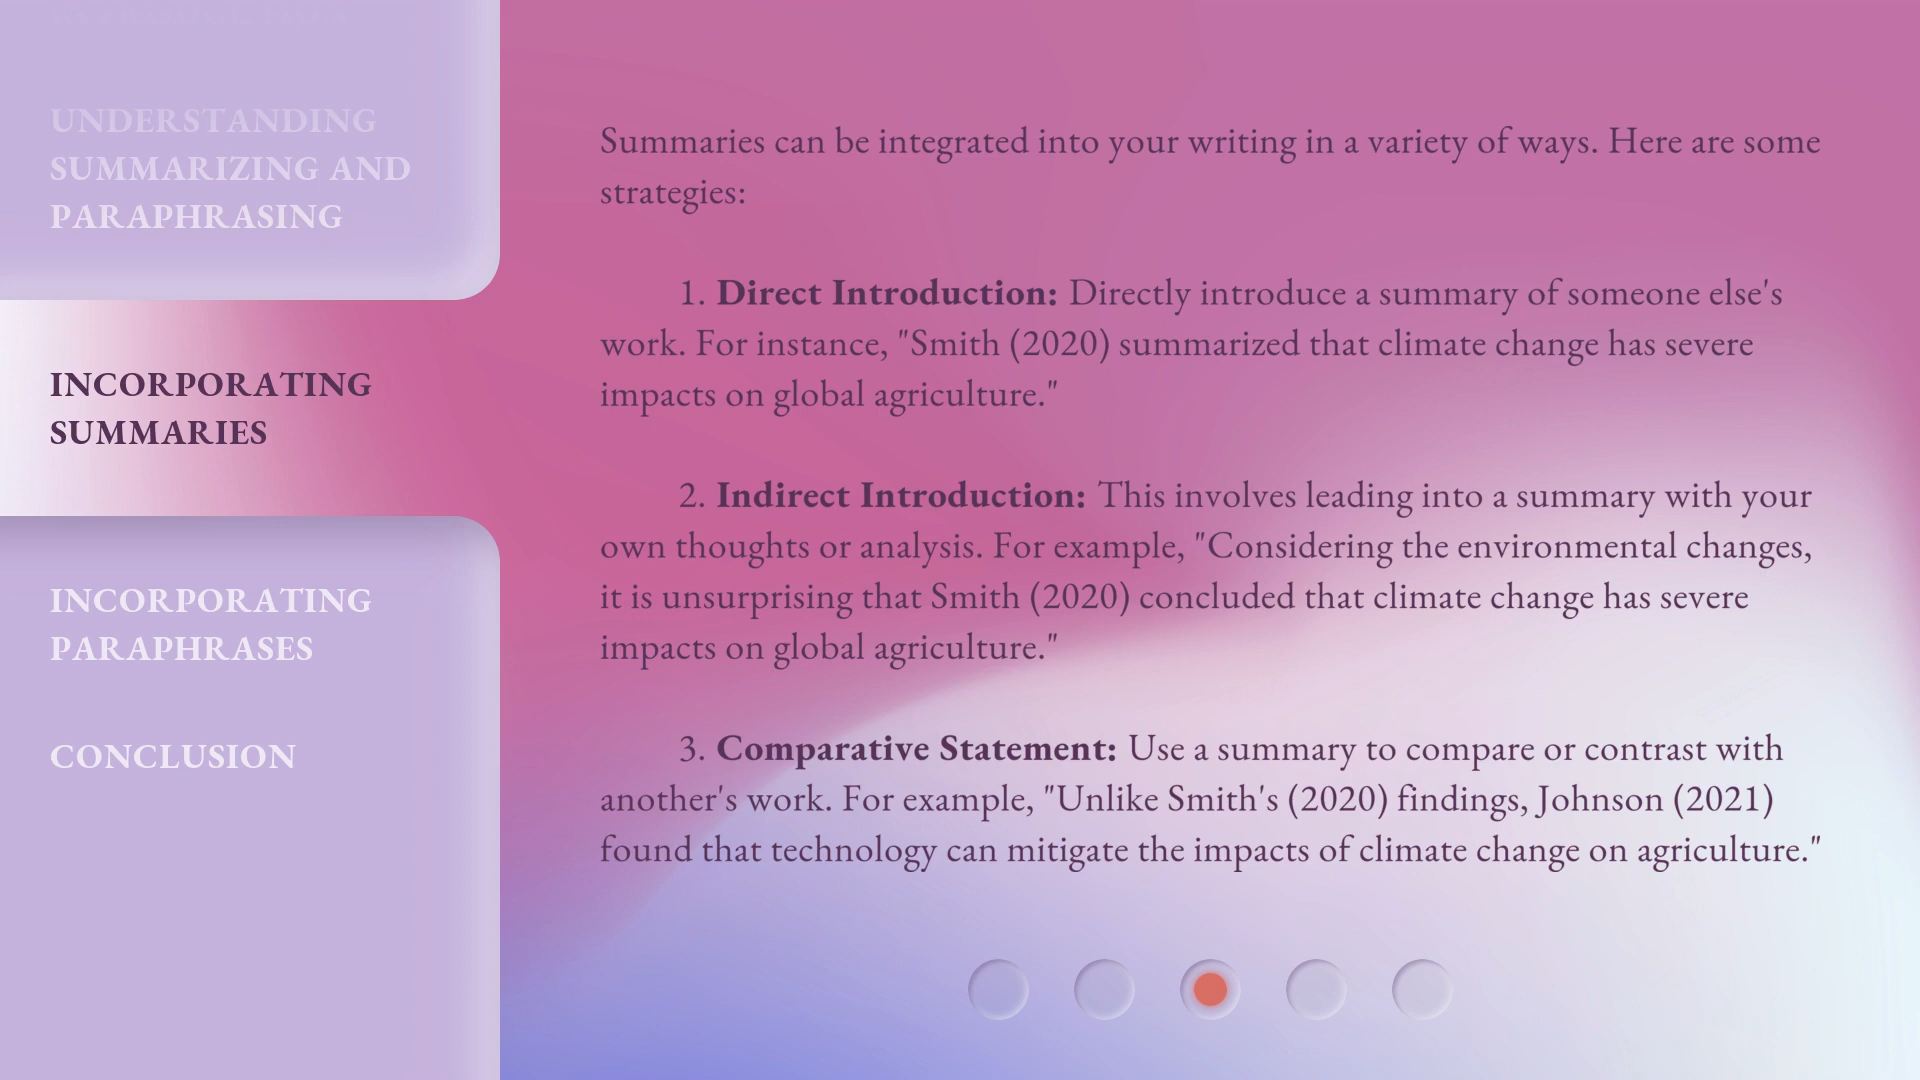 UNDERSTANDING
SUMMARIZING AND
PARAPHRASING
INCORPORATING
SUMMARIES
INCORPORATING
PARAPHRASES
CONCLUSION
Summaries can be integrated into your writing in a variety of ways. Here are some
strategies:
1. Direct Introduction: Directly introduce a summary of someone else's
work. For instance, "Smith (2020) summarized that climate change has severe
impacts on global agriculture."
2. Indirect Introduction: This involves leading into a summary with your
own thoughts or analysis. For example, "Considering the environmental changes,
it is unsurprising that Smith (2020) concluded that climate change has severe
impacts on global agriculture."
3. Comparative Statement: Use a summary to compare or contrast with
another's work. For example, "Unlike Smith's (2020) findings, Johnson (2021)
found that technology can mitigate the impacts of climate change on agriculture."